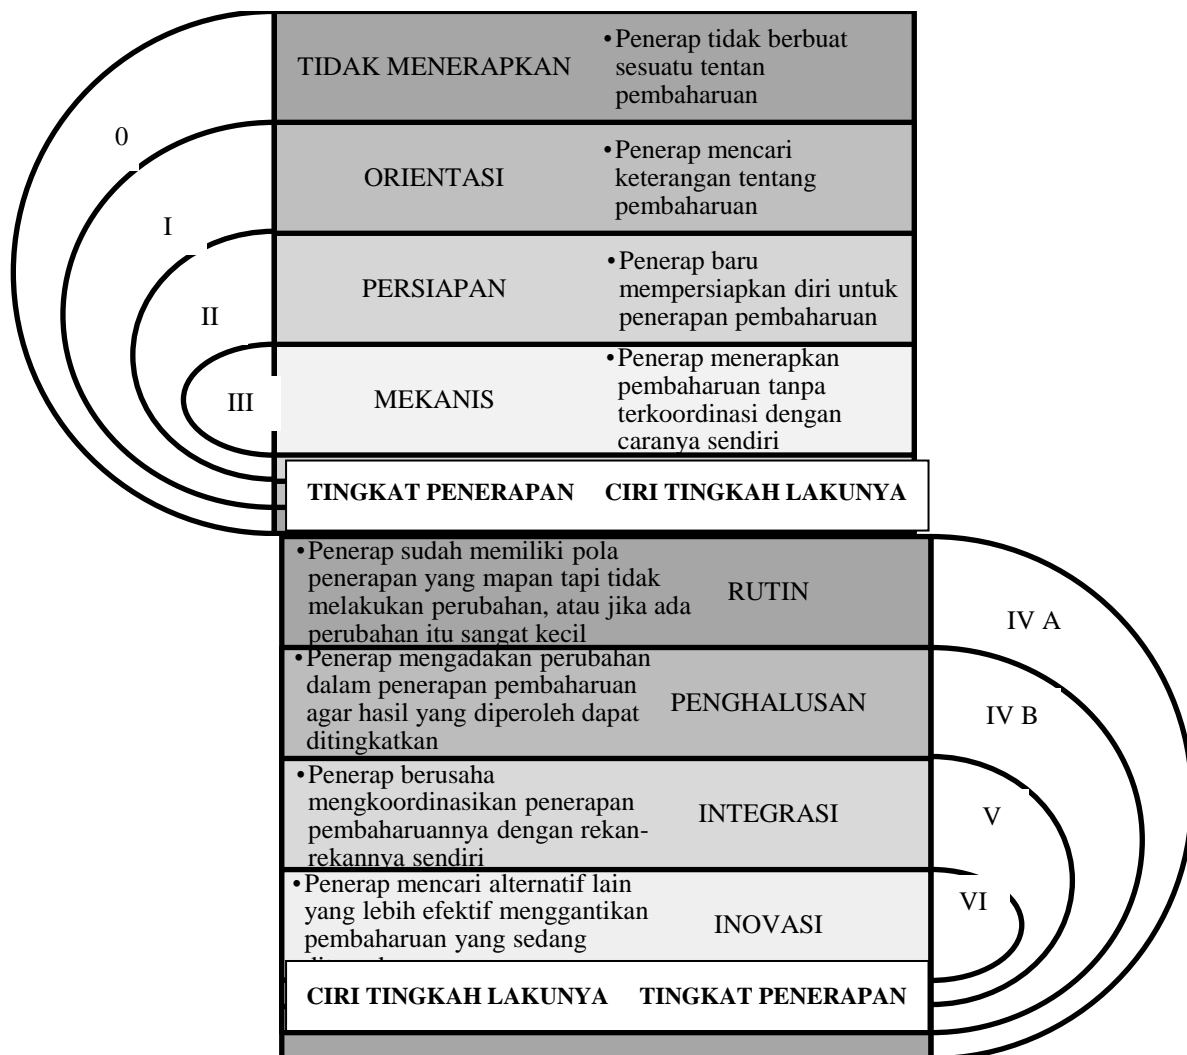 0
TIDAK MENERAPKAN
•Penerap tidak berbuat
sesuatu tentan
pembaharuan
I
ORIENTASI
•Penerap mencari
keterangan tentang
pembaharuan
II
PERSIAPAN
•Penerap baru
mempersiapkan diri untuk
penerapan pembaharuan
III
MEKANIS
•Penerap menerapkan
pembaharuan tanpa
terkoordinasi dengan
caranya sendiri
TINGKAT PENERAPAN CIRI TINGKAH LAKUNYA
•Penerap sudah memiliki pola
penerapan yang mapan tapi tidak
melakukan perubahan, atau jika ada
perubahan itu sangat kecil
RUTIN
IV A
•Penerap mengadakan perubahan
dalam penerapan pembaharuan
agar hasil yang diperoleh dapat
ditingkatkan
PENGHALUSAN
IV B
•Penerap berusaha
mengkoordinasikan penerapan
pembaharuannya dengan rekan-
rekannya sendiri
INTEGRASI
V
•Penerap mencari alternatif lain
yang lebih efektif menggantikan
pembaharuan yang sedang
INOVASI
VI
CIRI TINGKAH LAKUNYA TINGKAT PENERAPAN